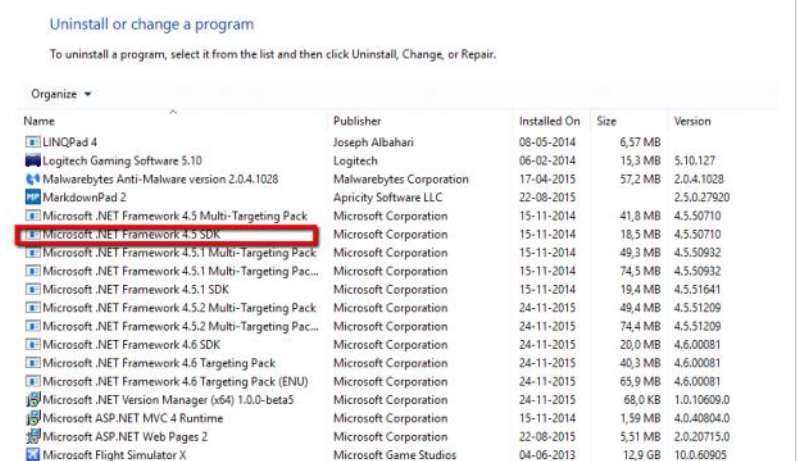 Uninstall or change a program
To uninstall a program, select it from the list and then click Uninstall, Change, or Repair.
Organize
Name Publisher Installed On Size Version
LINQPad 4 Joseph Albahari 08-05-2014 6,57 MB
Logitech Gaming Software 5.10 Logitech 06-02-2014 15,3 MB 5.10.127
Malwarebytes Anti-Malware version 2.0.4.1028 Malwarebytes Corporation 17-04-2015 57,2 MB 2.0.4.1028
MP MarkdownPad 2 Apricity Software LLC 22-08-2015 2.5.0.27920
Microsoft .NET Framework 4.5 Multi-Targeting Pack Microsoft Corporation 15-11-2014 41,8 MB 4.5.50710
Microsoft .NET Framework 4.5 SDK Microsoft Corporation 15-11-2014 18,5 MB 4.5.50710
Microsoft .NET Framework 4.5.1 Multi-Targeting Pack Microsoft Corporation 15-11-2014 49,3 MB 4.5.50932
Microsoft .NET Framework 4.5.1 Multi-Targeting Pac... Microsoft Corporation 15-11-2014 74,5 MB 4.5.50932
Microsoft .NET Framework 4.5.1 SDK Microsoft Corporation 15-11-2014 19,4 MB 4.5.51641
Microsoft .NET Framework 4.5.2 Multi-Targeting Pack Microsoft Corporation 24-11-2015 49,4 MB 4.5.51209
Microsoft .NET Framework 4.5.2 Multi-Targeting Pac... Microsoft Corporation 24-11-2015 74,4 MB 4.5.51209
Microsoft .NET Framework 4.6 SDK Microsoft Corporation 24-11-2015 20,0 MB 4.6.00081
Microsoft .NET Framework 4.6 Targeting Pack Microsoft Corporation 24-11-2015 40,3 MB 4.6.00081
Microsoft .NET Framework 4.6 Targeting Pack (ENU) Microsoft Corporation 24-11-2015 65,9 MB 4.6.00081
Microsoft .NET Version Manager (x64) 1.0.0-beta5 Microsoft Corporation 24-11-2015 68,0 KB 1.0.10609.0
Microsoft ASP.NET MVC 4 Runtime Microsoft Corporation 15-11-2014 1,59 MB 4.0.40804.0
Microsoft ASP.NET Web Pages 2 Microsoft Corporation 22-08-2015 5,51 MB 2.0.20715.0
Microsoft Flight Simulator X Microsoft Game Studios 04-06-2013 12,9 GB 10.0.60905